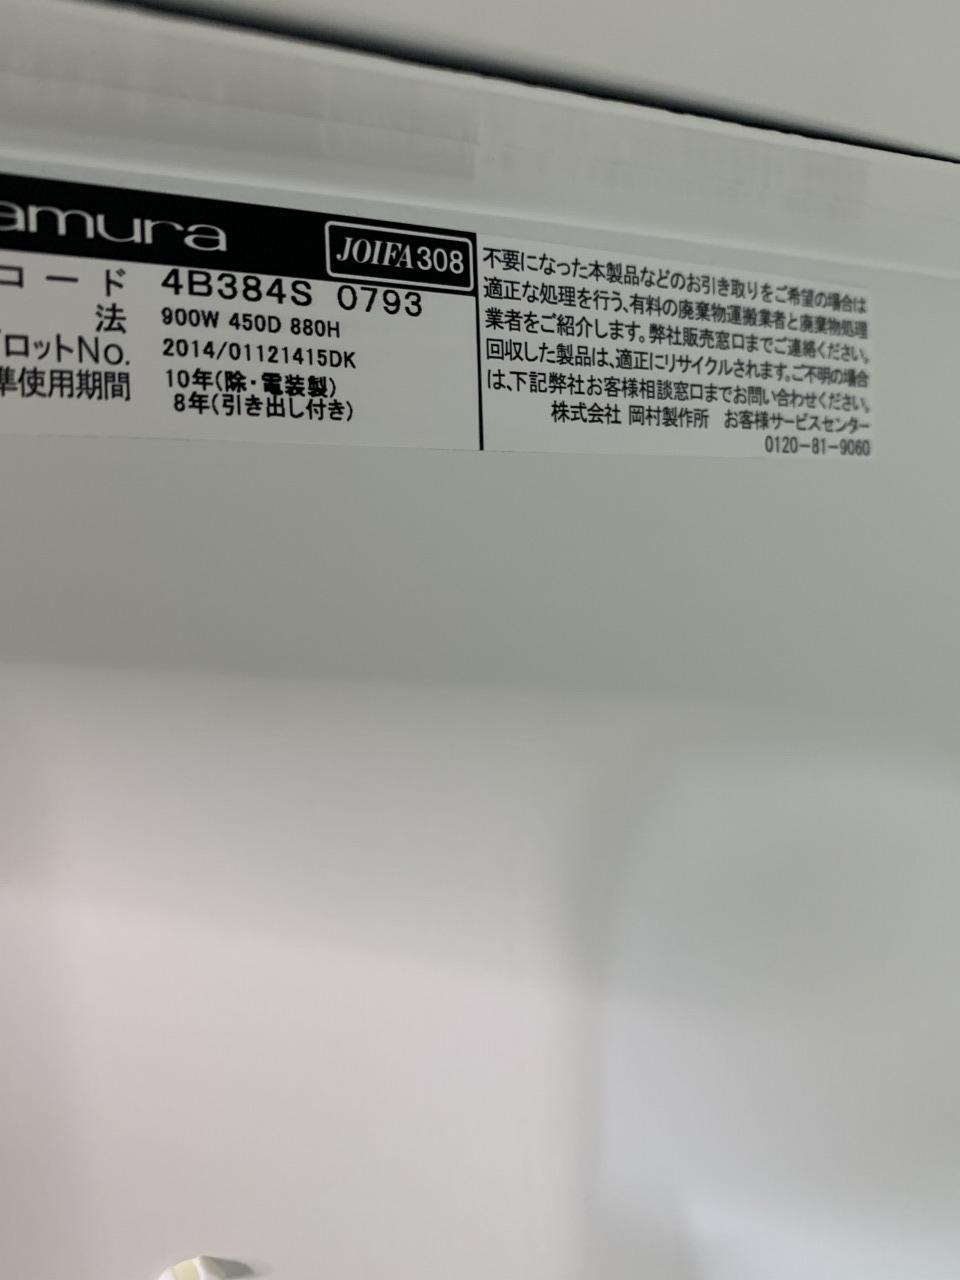 amura
JOIFA308
コード 4B384S 0793
法 900W 450D 880H
ロットNo. 2014/01121415DK
準使用期間 10年(除・電装製)
8年(引き出し付き)
不要になった本製品などのお引き取りをご希望の場合は
適正な処理を行う、有料の廃棄物運搬業者と廃棄物処理
業者をご紹介します。弊社販売窓口までご連絡ください。
回収した製品は、適正にリサイクルされます。ご不明の場合
は、下記弊社お客様相談窓口までお問い合わせください。
株式会社 岡村製作所 お客様サービスセンター
0120-81-9060